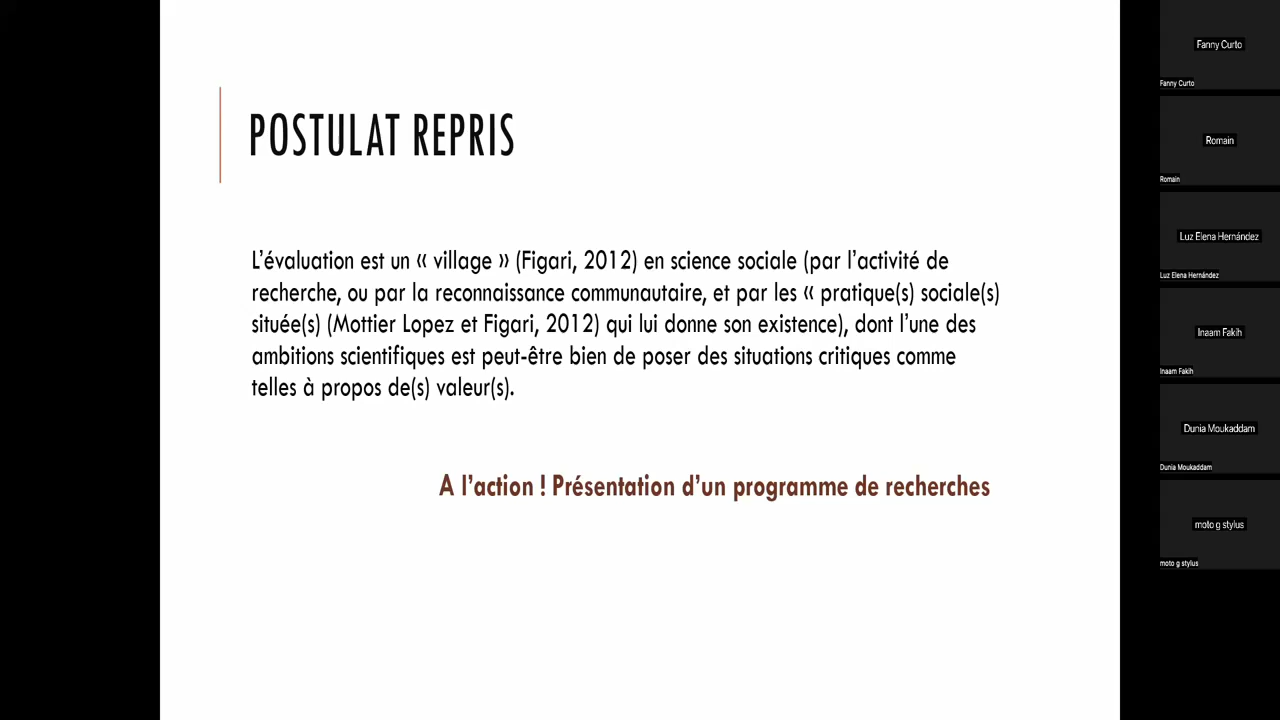 POSTULAT REPRIS
L'évaluation est un « village » (Figari, 2012) en science sociale (par l'activité de
recherche, ou par la reconnaissance communautaire, et par les « pratique(s) sociale(s)
située(s) (Mottier Lopez et Figari, 2012) qui lui donne son existence), dont l'une des
ambitions scientifiques est peut-être bien de poser des situations critiques comme
telles à propos de(s) valeur(s).
A l'action ! Présentation d'un programme de recherches
Fanny Curto
Fanny Curto
Romain
Romain
Luz Elena Hernández
Luz Elena Hernández
Inaam Fakih
Inaam Fakih
Dunia Moukaddam
Dunia Moukaddam
moto g stylus
moto g stylus